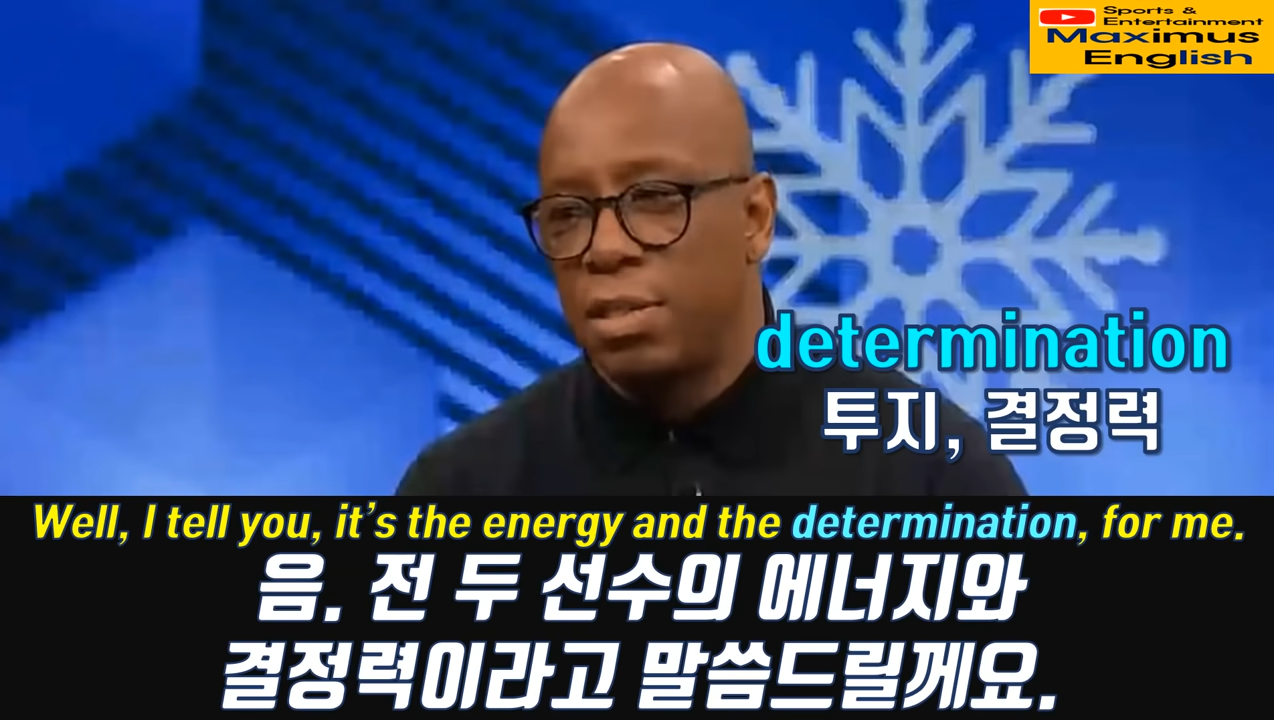 Sports &
Entertainment
Maximus
English
determination
투지, 결정력
Well, I tell you, it’s the energy and the determination, for me.
음. 전 두 선수의 에너지와
결정력이라고 말씀드릴께요.